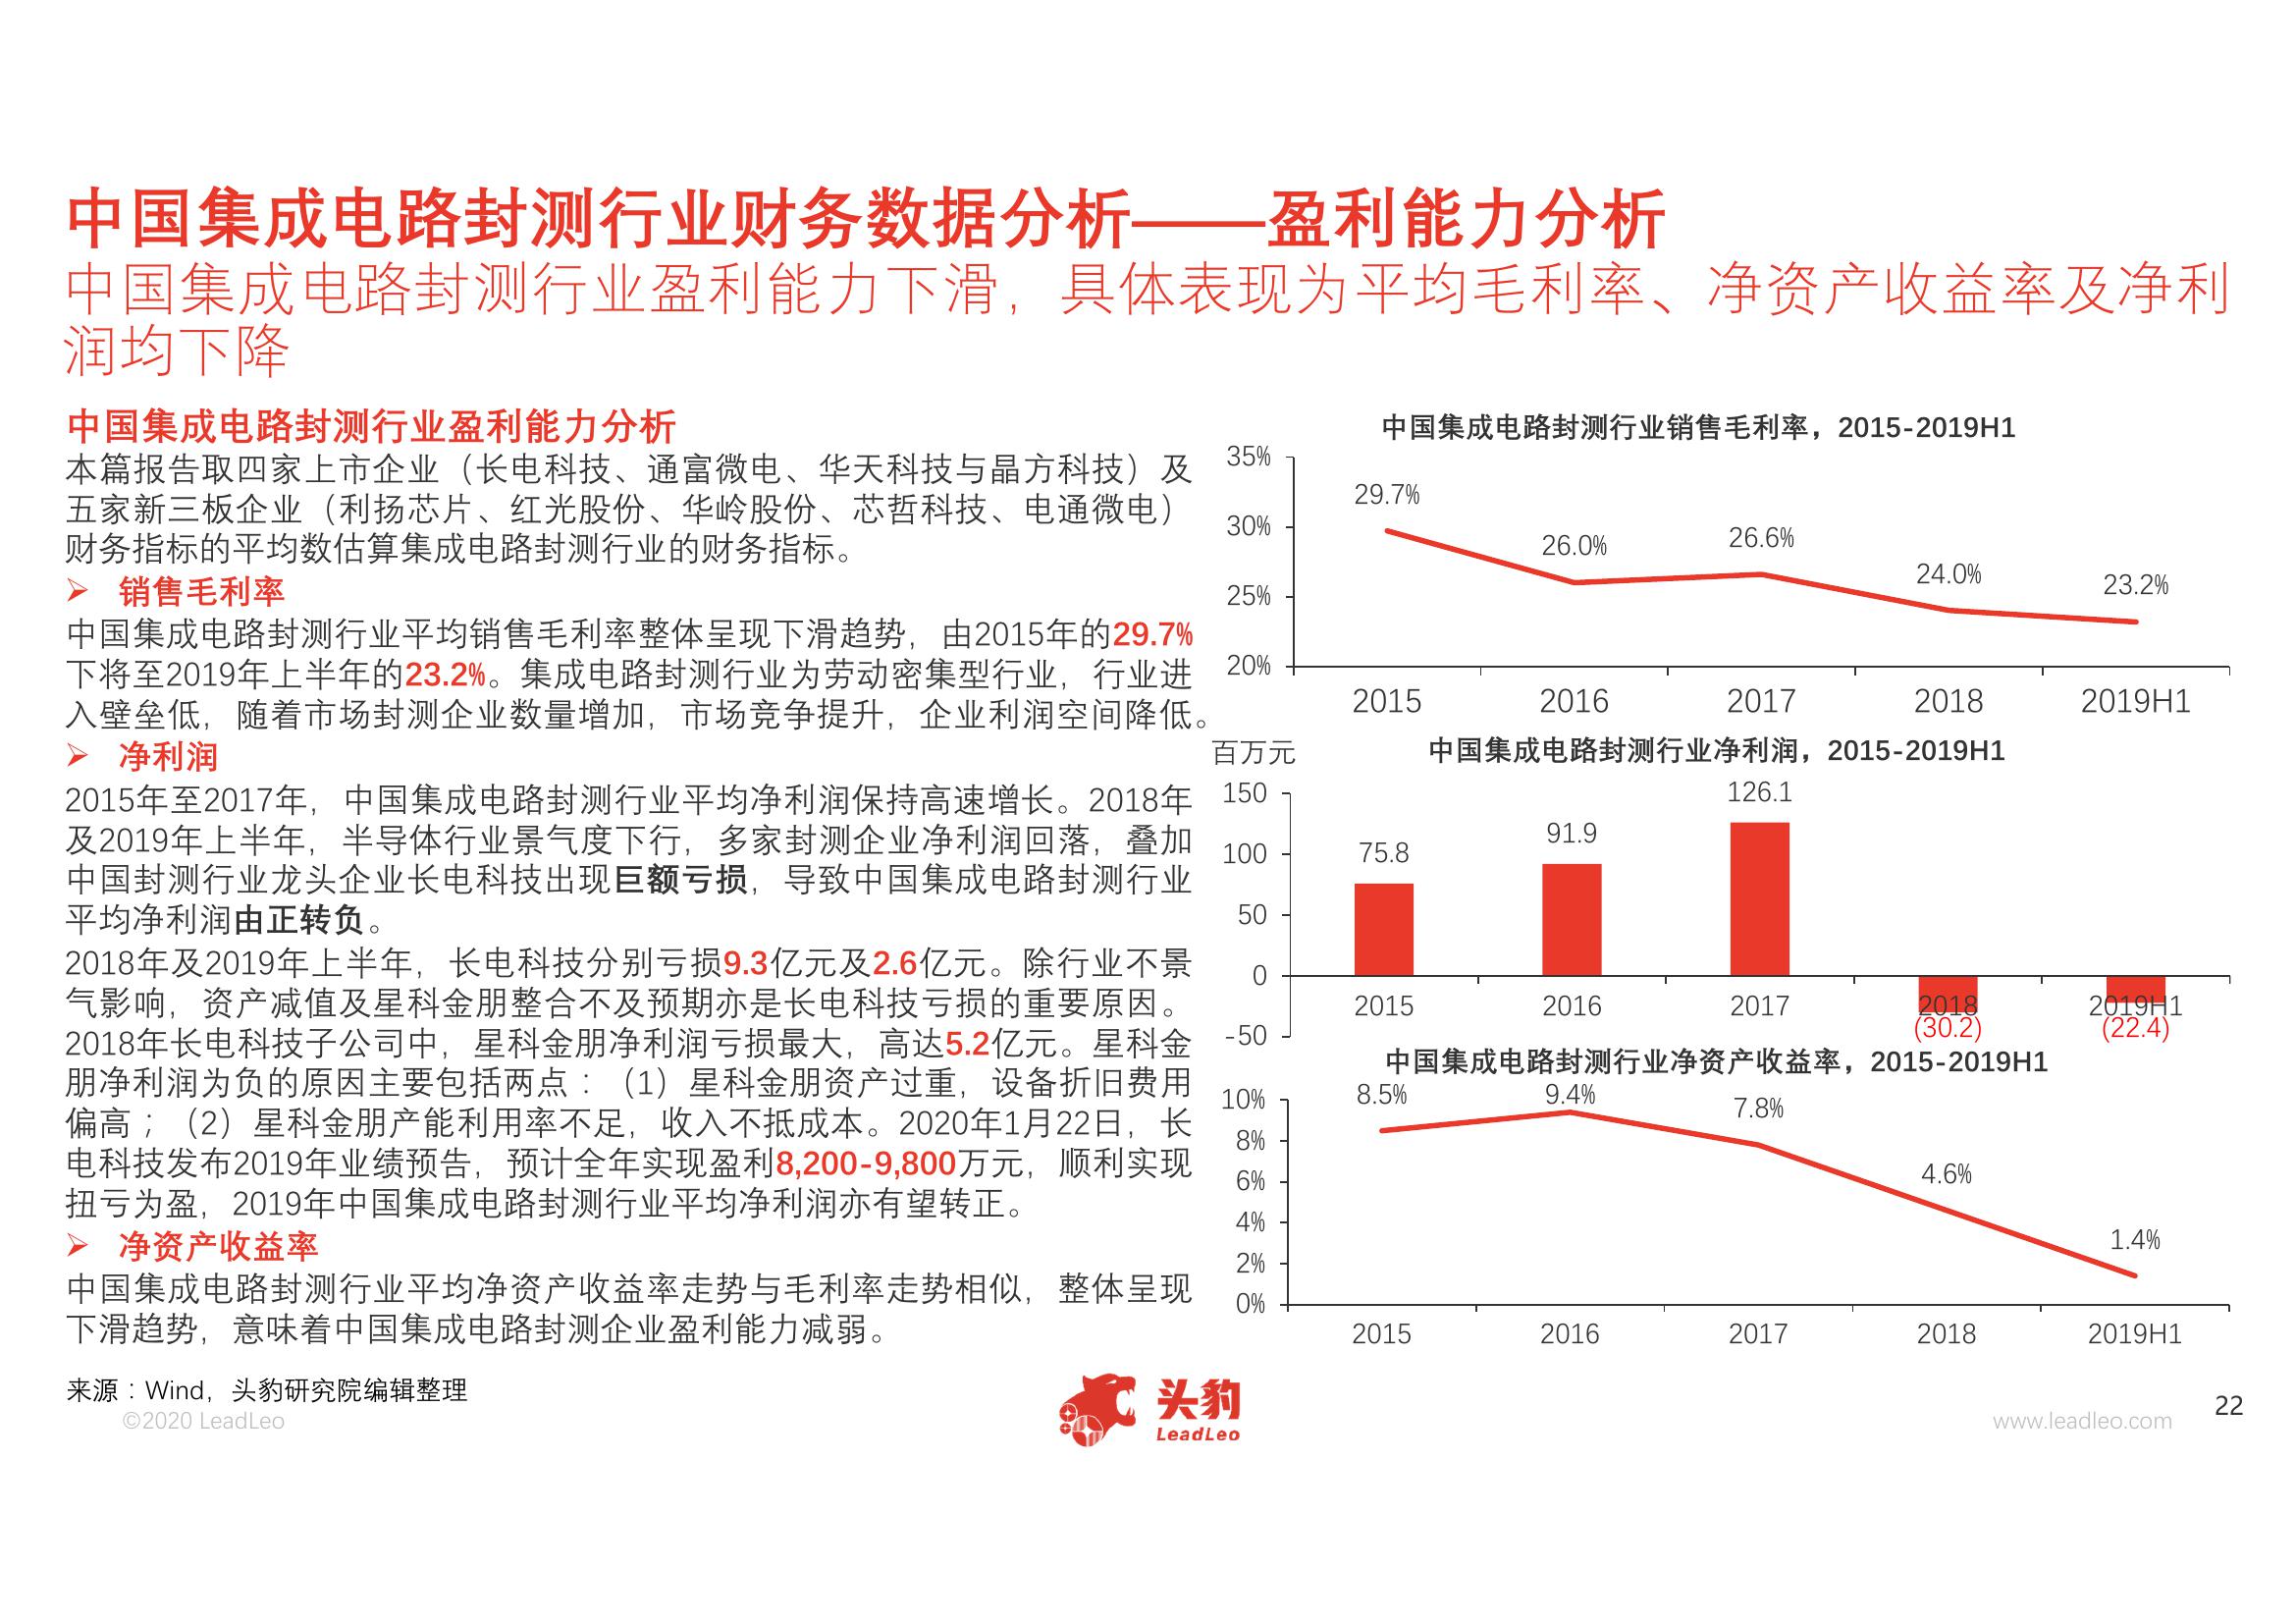 中国集成电路封测行业财务数据分析——盈利能力分析
中国集成电路封测行业盈利能力下滑，具体表现为平均毛利率、净资产收益率及净利
润均下降
中国集成电路封测行业盈利能力分析
本篇报告取四家上市企业（长电科技、通富微电、华天科技与晶方科技）及
五家新三板企业（利扬芯片、红光股份、华岭股份、芯哲科技、电通微电）
财务指标的平均数估算集成电路封测行业的财务指标。
➢ 销售毛利率
中国集成电路封测行业平均销售毛利率整体呈现下滑趋势，由2015年的29.7%
下将至2019年上半年的23.2%。集成电路封测行业为劳动密集型行业，行业进
入壁垒低，随着市场封测企业数量增加，市场竞争提升，企业利润空间降低。
➢ 净利润
2015年至2017年，中国集成电路封测行业平均净利润保持高速增长。2018年
及2019年上半年，半导体行业景气度下行，多家封测企业净利润回落，叠加
中国封测行业龙头企业长电科技出现巨额亏损，导致中国集成电路封测行业
平均净利润由正转负。
2018年及2019年上半年，长电科技分别亏损9.3亿元及2.6亿元。除行业不景
气影响，资产减值及星科金朋整合不及预期亦是长电科技亏损的重要原因。
2018年长电科技子公司中，星科金朋净利润亏损最大，高达5.2亿元。星科金
朋净利润为负的原因主要包括两点：（1）星科金朋资产过重，设备折旧费用
偏高；（2）星科金朋产能利用率不足，收入不抵成本。2020年1月22日，长
电科技发布2019年业绩预告，预计全年实现盈利8,200-9,800万元，顺利实现
扭亏为盈，2019年中国集成电路封测行业平均净利润亦有望转正。
➢ 净资产收益率
中国集成电路封测行业平均净资产收益率走势与毛利率走势相似，整体呈现
下滑趋势，意味着中国集成电路封测企业盈利能力减弱。
中国集成电路封测行业销售毛利率，2015-2019H1
35%
30%
25%
20%
29.7%
26.0%
26.6%
24.0%
23.2%
2015 2016 2017 2018 2019H1
百万元
中国集成电路封测行业净利润，2015-2019H1
150
100
50
0
-50
75.8
91.9
126.1
(30.2)
(22.4)
2015 2016 2017 2018 2019H1
中国集成电路封测行业净资产收益率，2015-2019H1
10%
8%
6%
4%
2%
0%
8.5%
9.4%
7.8%
4.6%
1.4%
2015 2016 2017 2018 2019H1
来源：Wind，头豹研究院编辑整理
©2020 LeadLeo
头豹
LeadLeo
www.leadleo.com
22